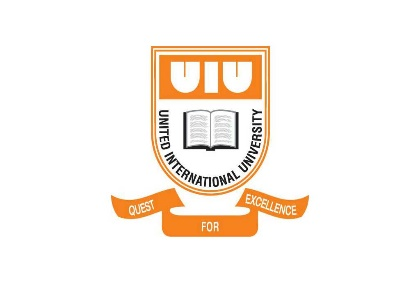 UIU
UNITED INTERNATIONAL UNIVERSITY
QUEST
FOR
EXCELLENCE